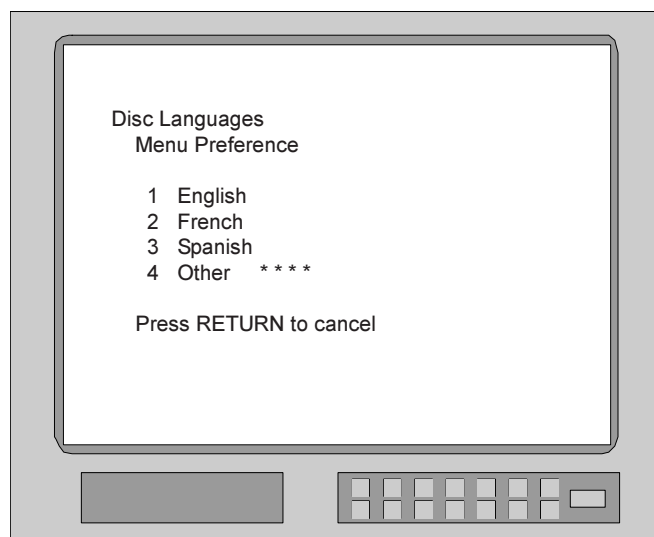 Disc Languages
Menu Preference
1 English
2 French
3 Spanish
4 Other * * * *
Press RETURN to cancel